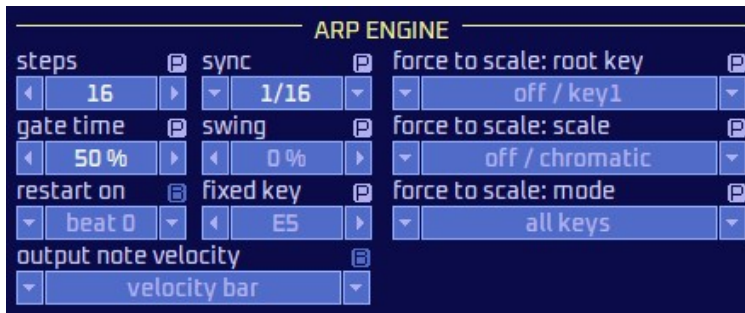 ARP ENGINE
steps P sync P force to scale: root key P
16 1/16 off / key1
gate time P swing P force to scale: scale P
50 % 0 % off / chromatic
restart on B fixed key P force to scale: mode P
beat 0 E5 all keys
output note velocity B
velocity bar